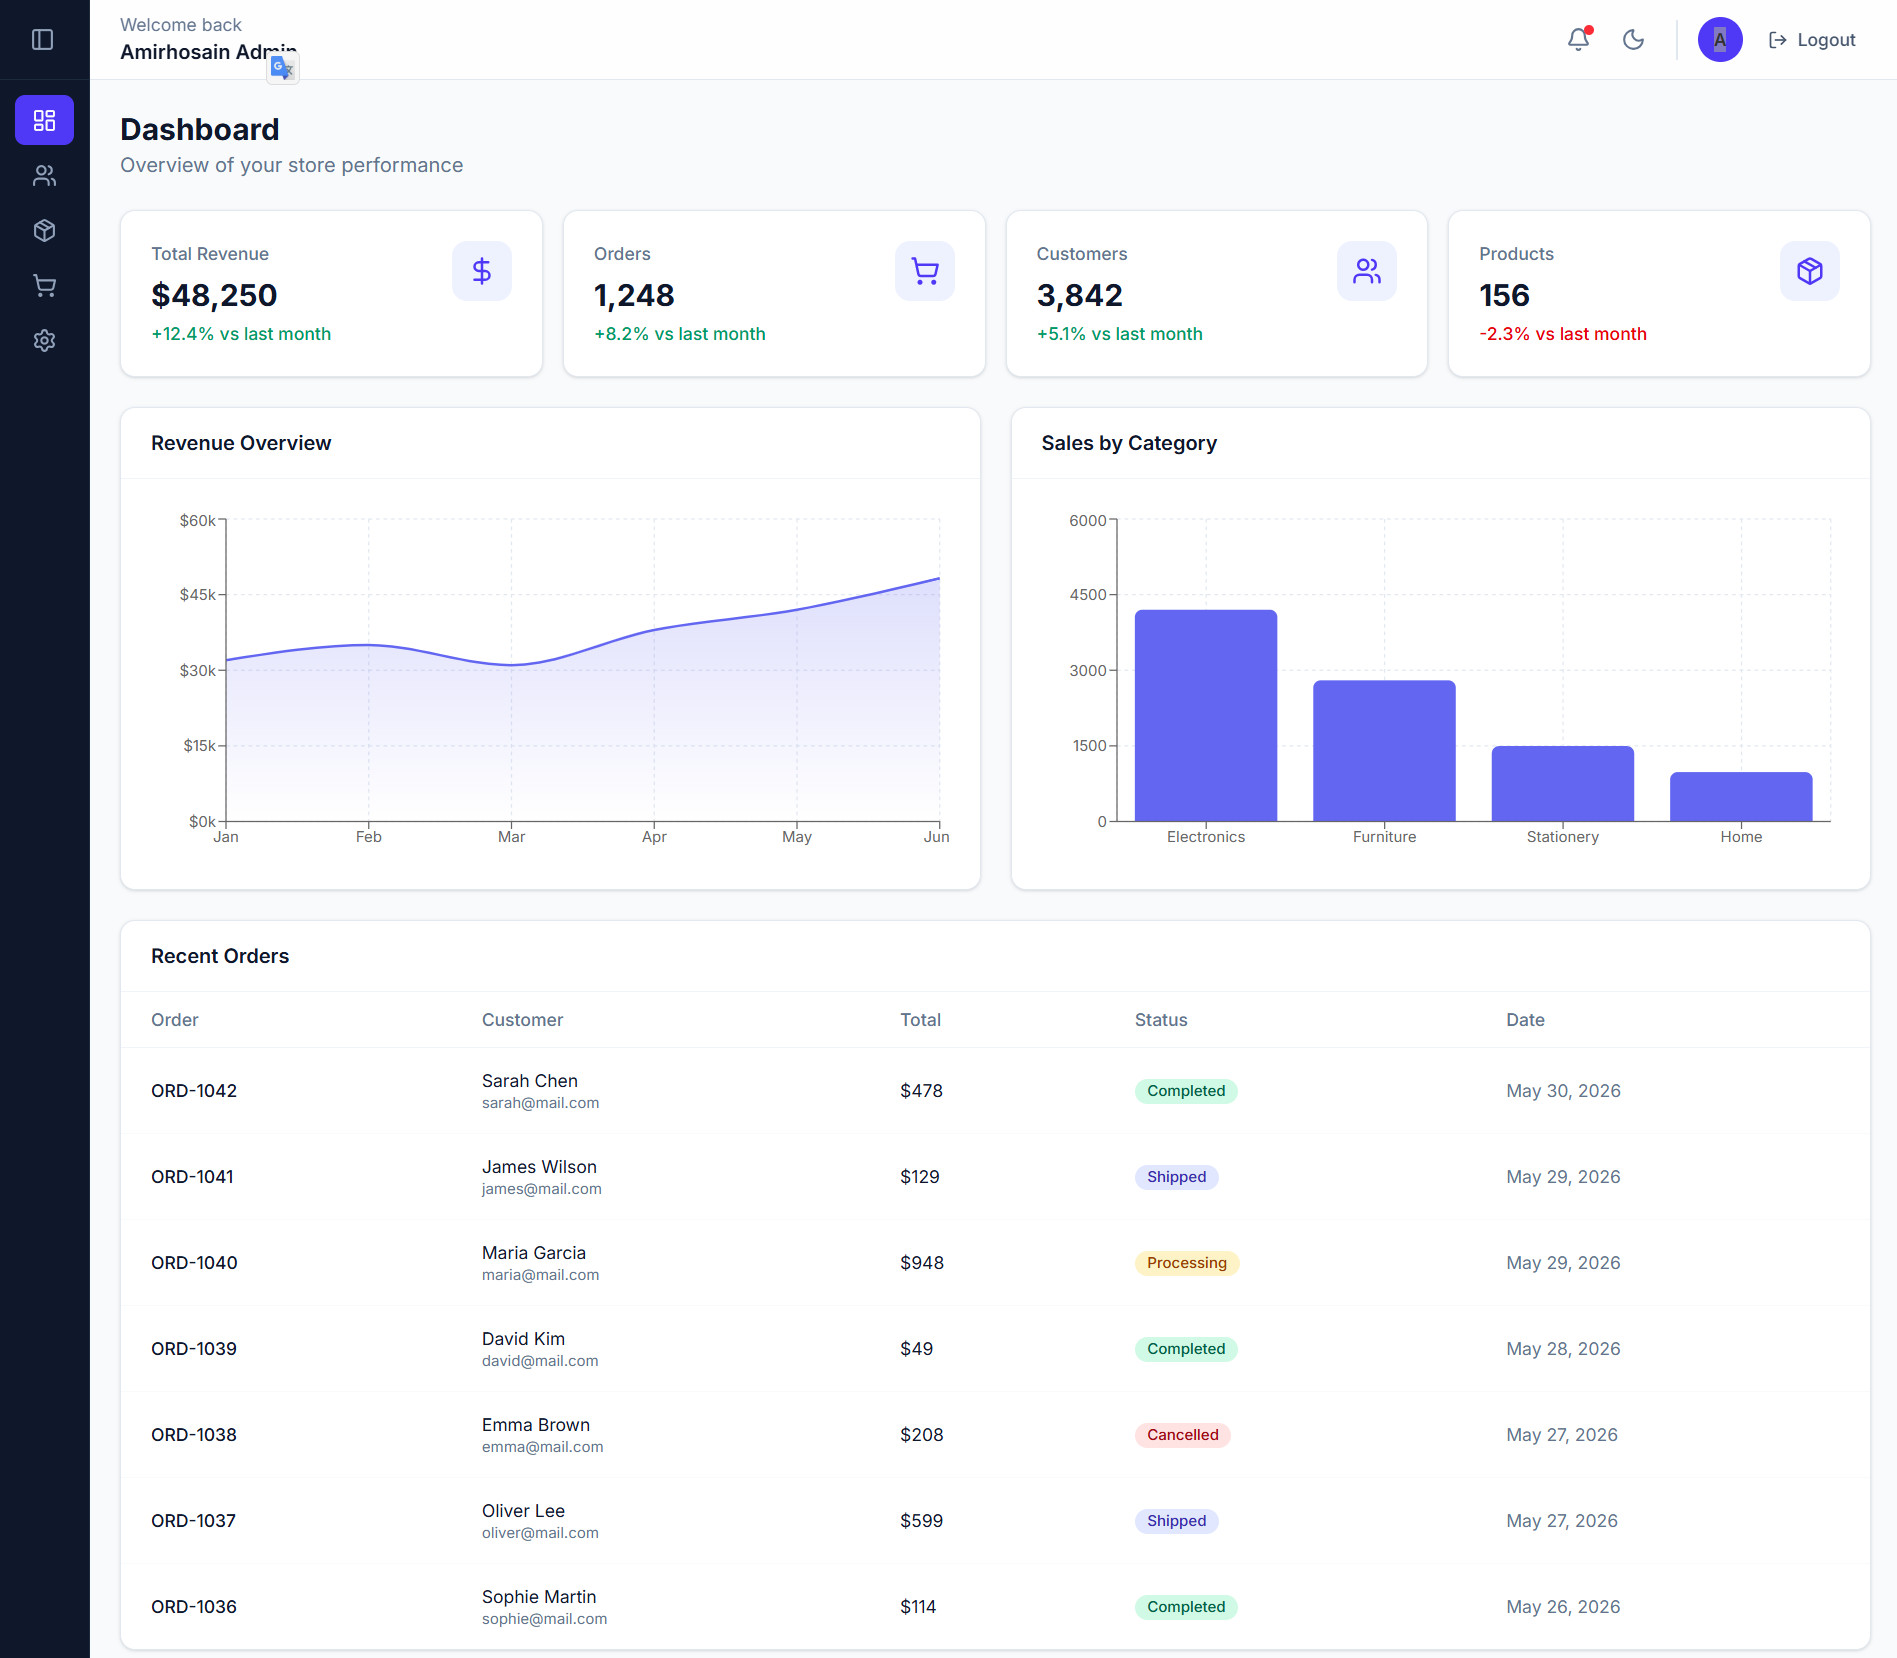 Welcome back
Amirhosain Admin
A
Logout
Dashboard
Overview of your store performance
Total Revenue
$48,250
+12.4% vs last month
Orders
1,248
+8.2% vs last month
Customers
3,842
+5.1% vs last month
Products
156
-2.3% vs last month
Revenue Overview
$60k
$45k
$30k
$15k
$0k
Jan Feb Mar Apr May Jun
Sales by Category
6000
4500
3000
1500
0
Electronics Furniture Stationery Home
Recent Orders
Order Customer Total Status Date
ORD-1042 Sarah Chen $478 Completed May 30, 2026
sarah@mail.com
ORD-1041 James Wilson $129 Shipped May 29, 2026
james@mail.com
ORD-1040 Maria Garcia $948 Processing May 29, 2026
maria@mail.com
ORD-1039 David Kim $49 Completed May 28, 2026
david@mail.com
ORD-1038 Emma Brown $208 Cancelled May 27, 2026
emma@mail.com
ORD-1037 Oliver Lee $599 Shipped May 27, 2026
oliver@mail.com
ORD-1036 Sophie Martin $114 Completed May 26, 2026
sophie@mail.com